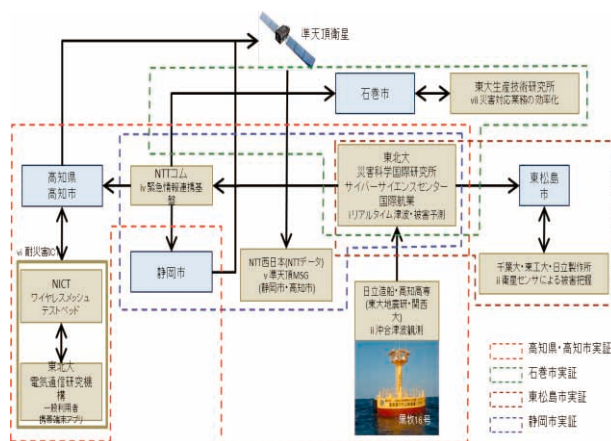 準天頂衛星
石巻市
東大生産技術研究所
vii 災害対応業務の効率化
高知県
高知市
NTTコム
iv 緊急情報連携基
盤
東北大
災害科学国際研究所
サイバーサイエンスセンター
国際航業
i リアルタイム津波・被害予測
東松島
市
静岡市
NTT西日本(NTTデータ)
v 準天頂MSG
(静岡市・高知市)
日立造船・高知高専
(東大地震研・関西
大)
ii 沖合津波観測
千葉大・東工大・日立製作所
iii 衛星センサによる被害把握
vi 耐災害IC
NICT
ワイヤレスメッシュ
テストベッド
東北大
電気通信研究機
構
一般利用者
携帯端末アプリ
黒牧16号
高知県・高知市実証
石巻市実証
東松島市実証
静岡市実証